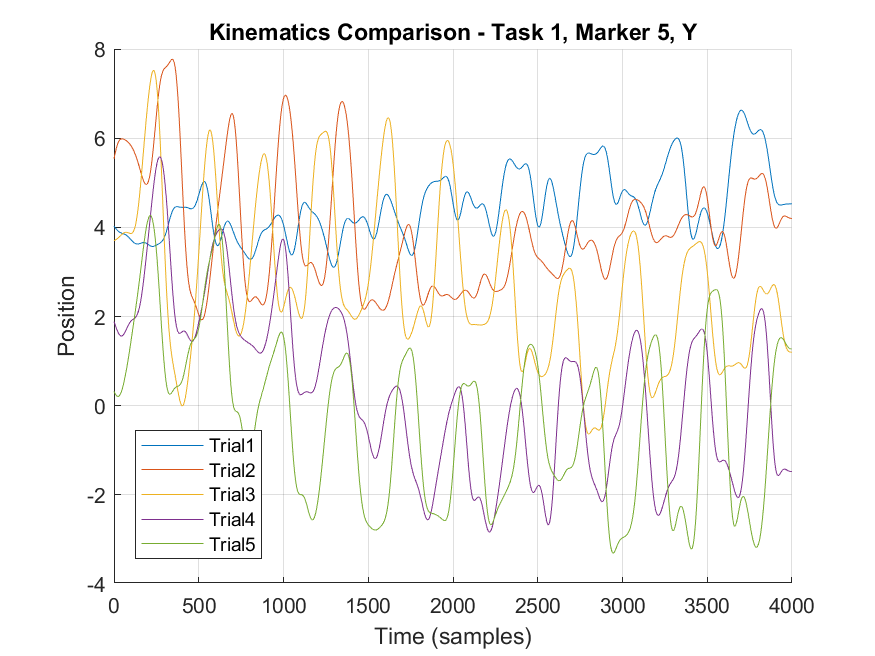 Kinematics Comparison - Task 1, Marker 5, Y
8
6
4
2
0
-2
-4
Position
Trial1
Trial2
Trial3
Trial4
Trial5
0 500 1000 1500 2000 2500 3000 3500 4000
Time (samples)